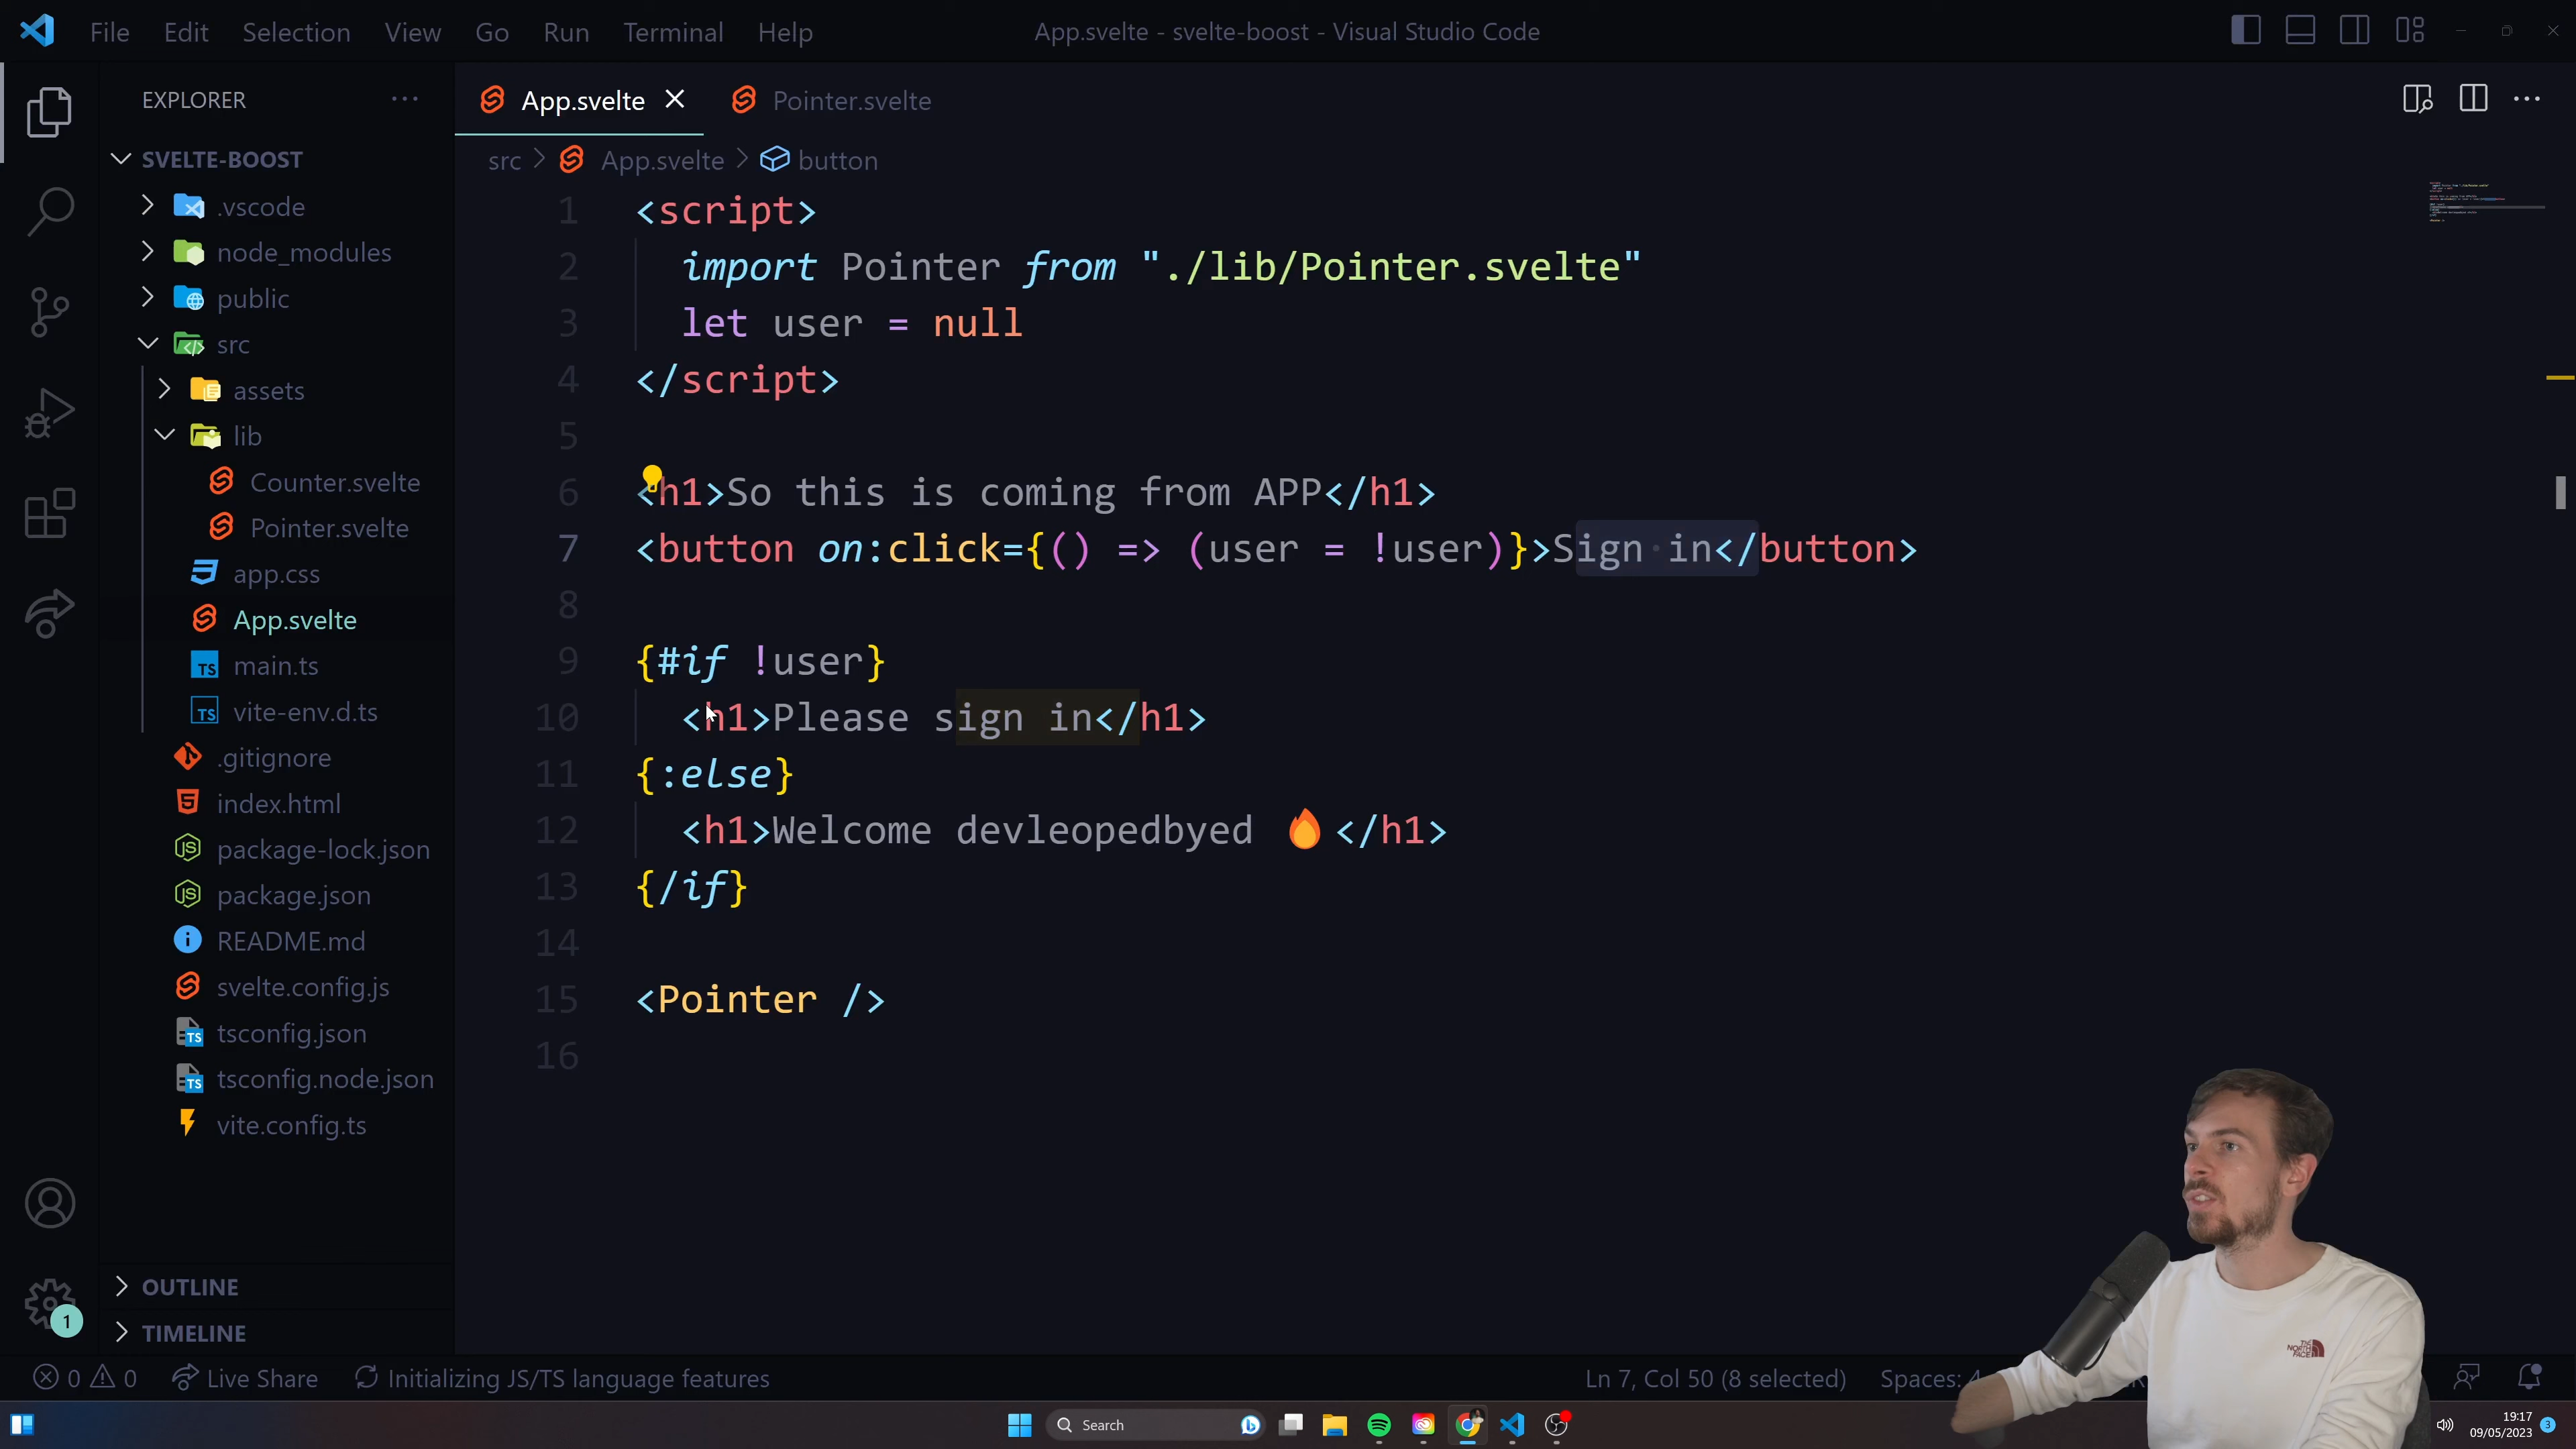 File Edit Selection View Go Run Terminal Help
App.svelte - svelte-boost - Visual Studio Code
EXPLORER
SVELTE-BOOST
.vscode
node_modules
public
src
assets
lib
Counter.svelte
Pointer.svelte
app.css
App.svelte
main.ts
vite-env.d.ts
.gitignore
index.html
package-lock.json
package.json
README.md
svelte.config.js
tsconfig.json
tsconfig.node.json
vite.config.ts
OUTLINE
TIMELINE
1
App.svelte
Pointer.svelte
src > App.svelte > button
1 <script>
2 import Pointer from "./lib/Pointer.svelte"
3 let user = null
4 </script>
5
6 <h1>So this is coming from APP</h1>
7 <button on:click={() => (user = !user)}>Sign in</button>
8
9 {#if !user}
10 <h1>Please sign in</h1>
11 {:else}
12 <h1>Welcome devleopedbyed 🔥</h1>
13 {/if}
14
15 <Pointer />
16
THE NORTH FACE
0 0 Live Share Initializing JS/TS language features
Ln 7, Col 50 (8 selected) Spaces: 4
Search
19:17
09/05/2023
3